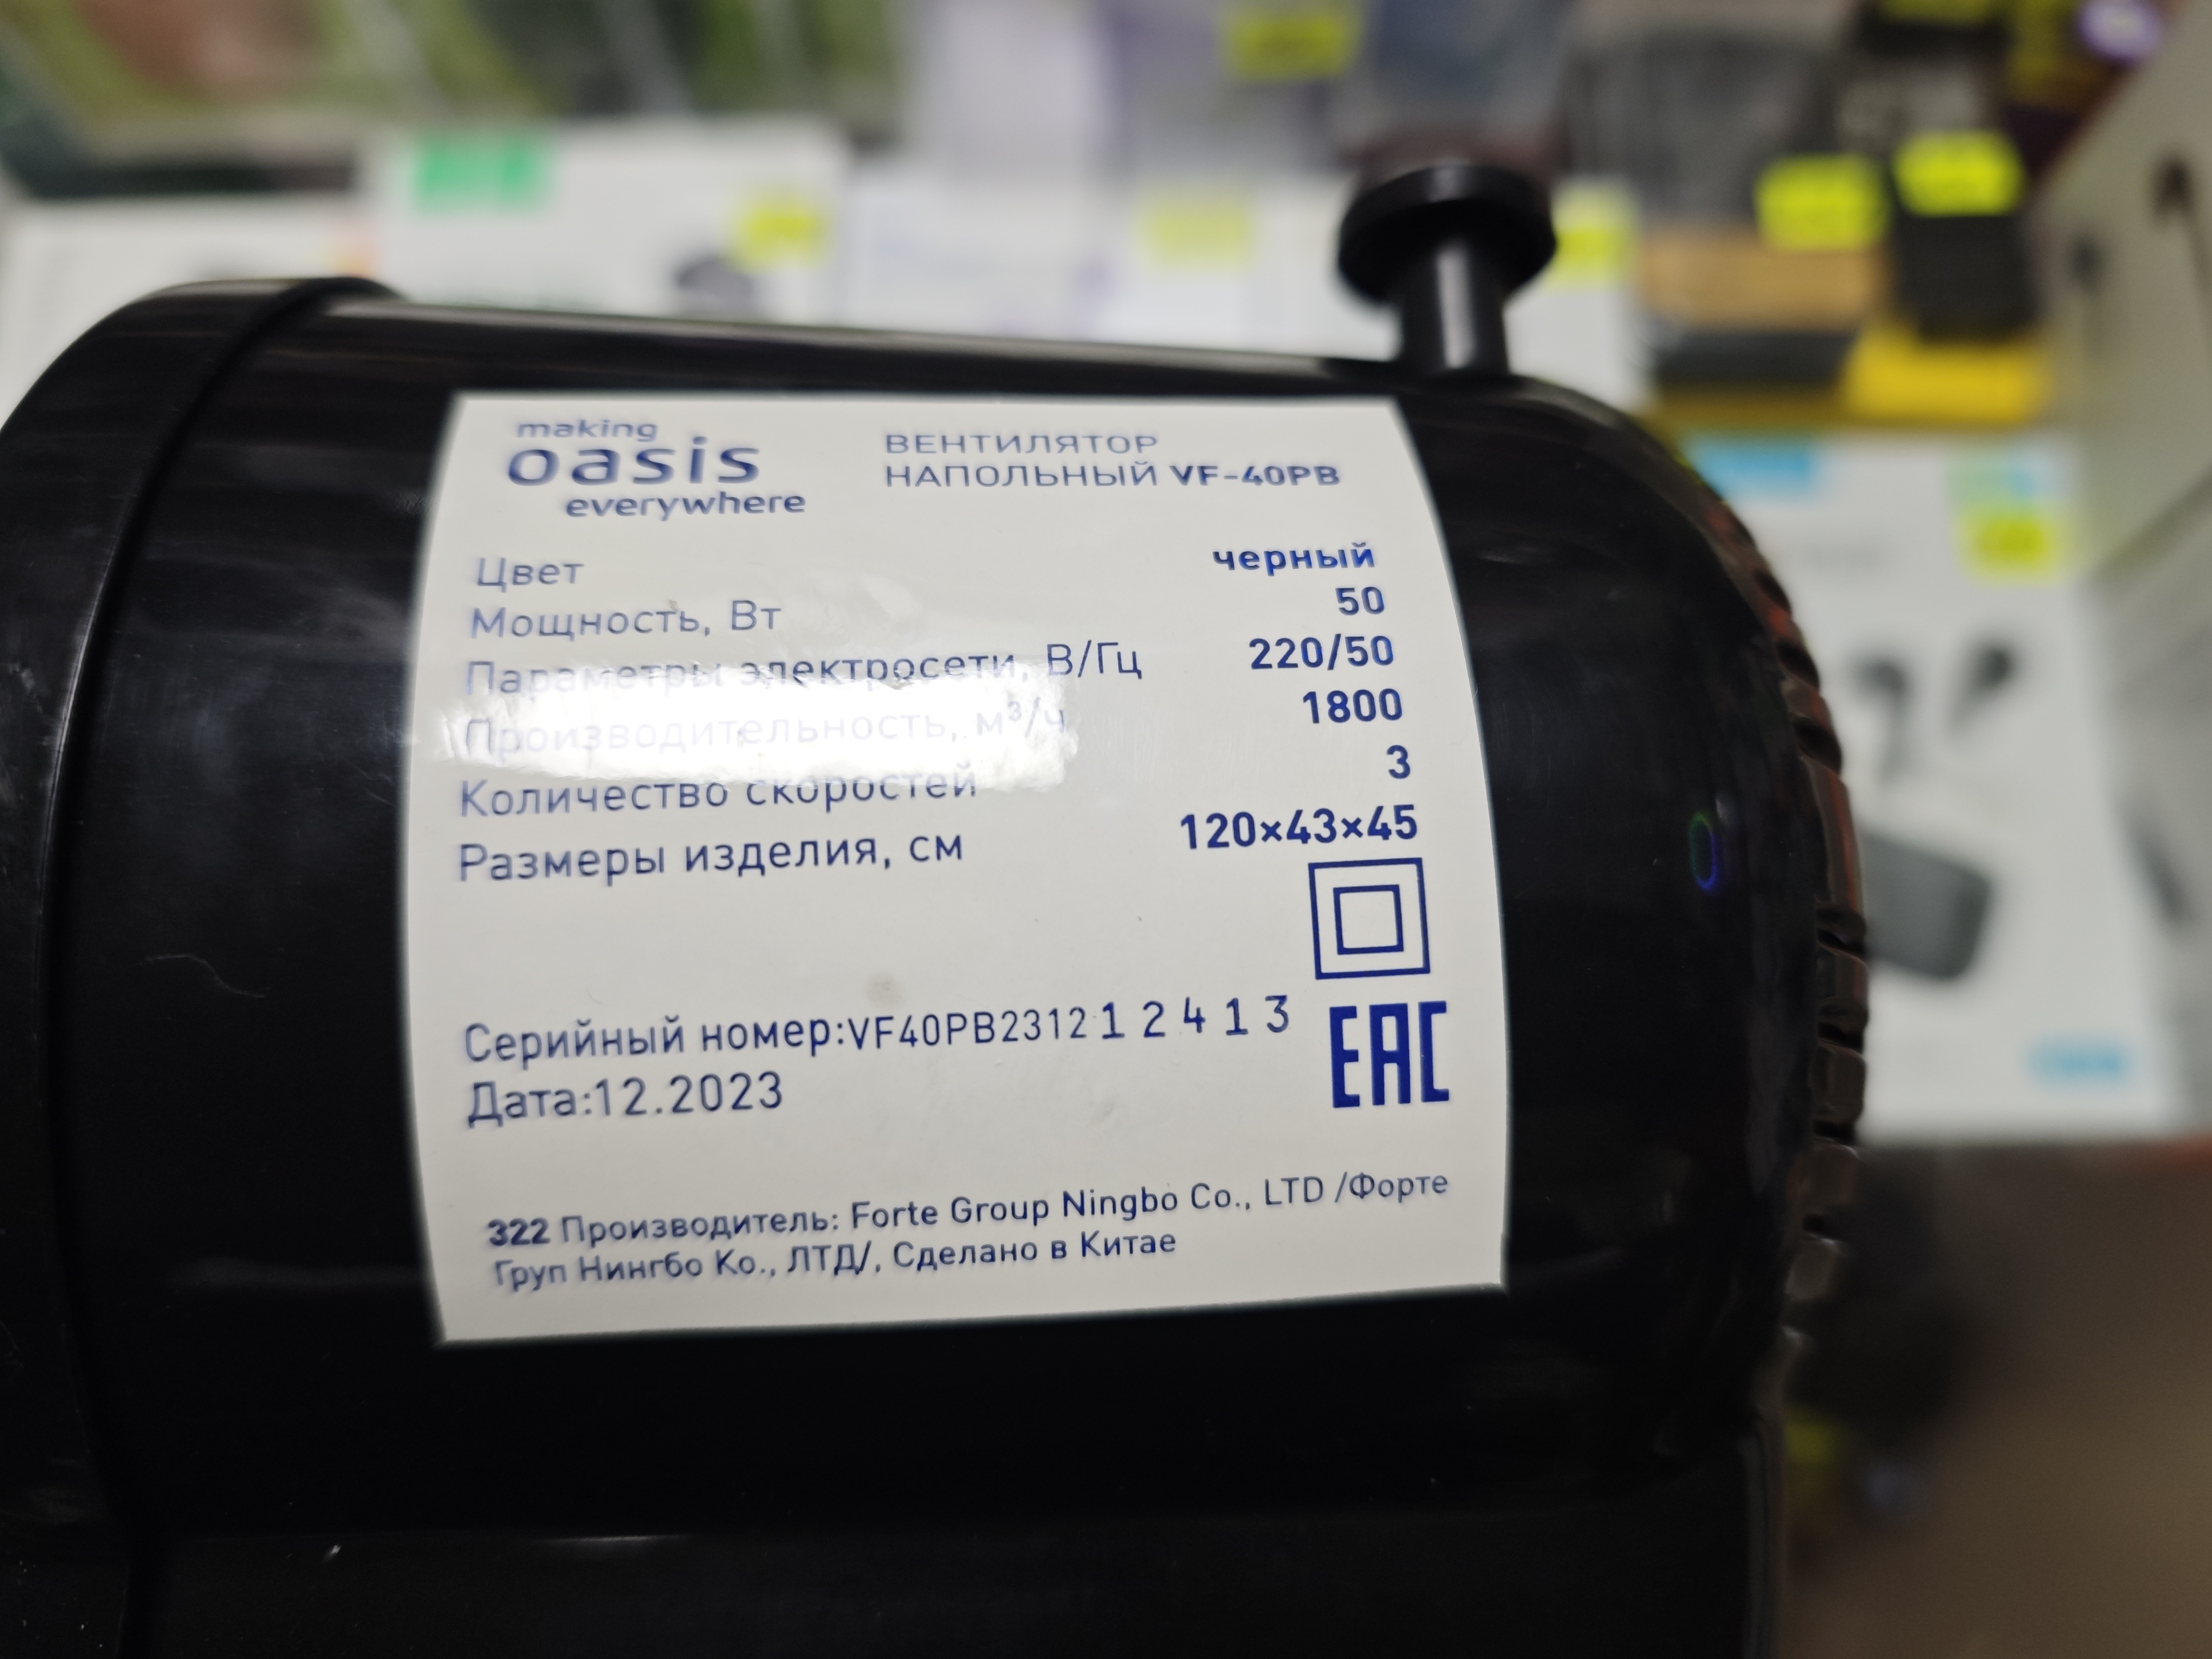 making
oasis
everywhere
ВЕНТИЛЯТОР
НАПОЛЬНЫЙ VF-40PB
Цвет черный
Мощность, Вт 50
Параметры электросети, В/Гц 220/50
Производительность, м³/ч 1800
Количество скоростей 3
Размеры изделия, см 120×43×45
Серийный номер:VF40PB2312 1 2 4 1 3
Дата:12.2023
EAC
322 Производитель: Forte Group Ningbo Co., LTD /Форте
Груп Нингбо Ко., ЛТД/, Сделано в Китае